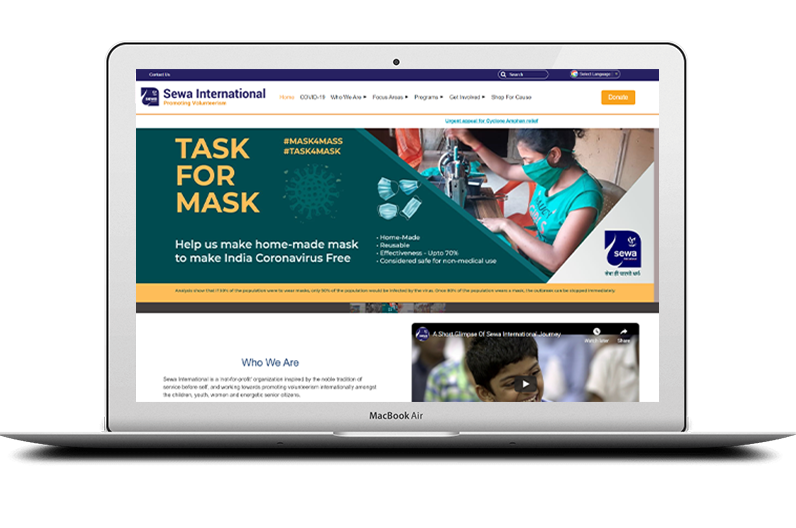 Contact Us
Search
Select Language
Sewa International
Promoting Volunteerism
Home COVID-19 Who We Are Focus Areas Programs Get Involved Shop For Cause
Donate
Urgent appeal for Cyclone Amphan relief
TASK
FOR
MASK
#MASK4MASS
#TASK4MASK
Help us make home-made mask
to make India Coronavirus Free
• Home-Made
• Reusable
• Effectiveness - Upto 70%
• Considered safe for non-medical use
sewa
सेवा ही परमो धर्मः
Analysis show that if 50% of the population were to wear masks, only 50% of the population would be infected by the virus. Once 80% of the population wears a mask, the outbreak can be stopped immediately.
Who We Are
Sewa International is a 'not-for-profit' organization inspired by the noble tradition of
service before self, and working towards promoting volunteerism internationally amongst
the children, youth, women and energetic senior citizens.
A Short Glimpse Of Sewa International Journey
Watch later Share
MacBook Air